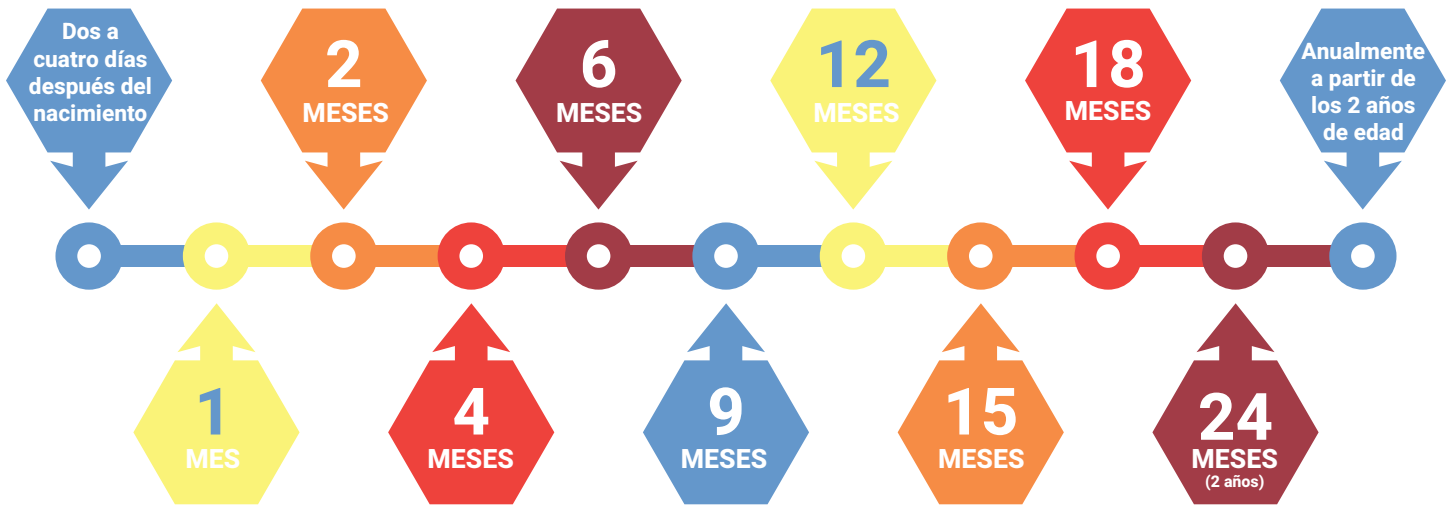 Dos a
cuatro días
después del
nacimiento
1
MES
2
MESES
4
MESES
6
MESES
9
MESES
12
MESES
15
MESES
18
MESES
24
MESES
(2 años)
Anualmente
a partir de
los 2 años
de edad